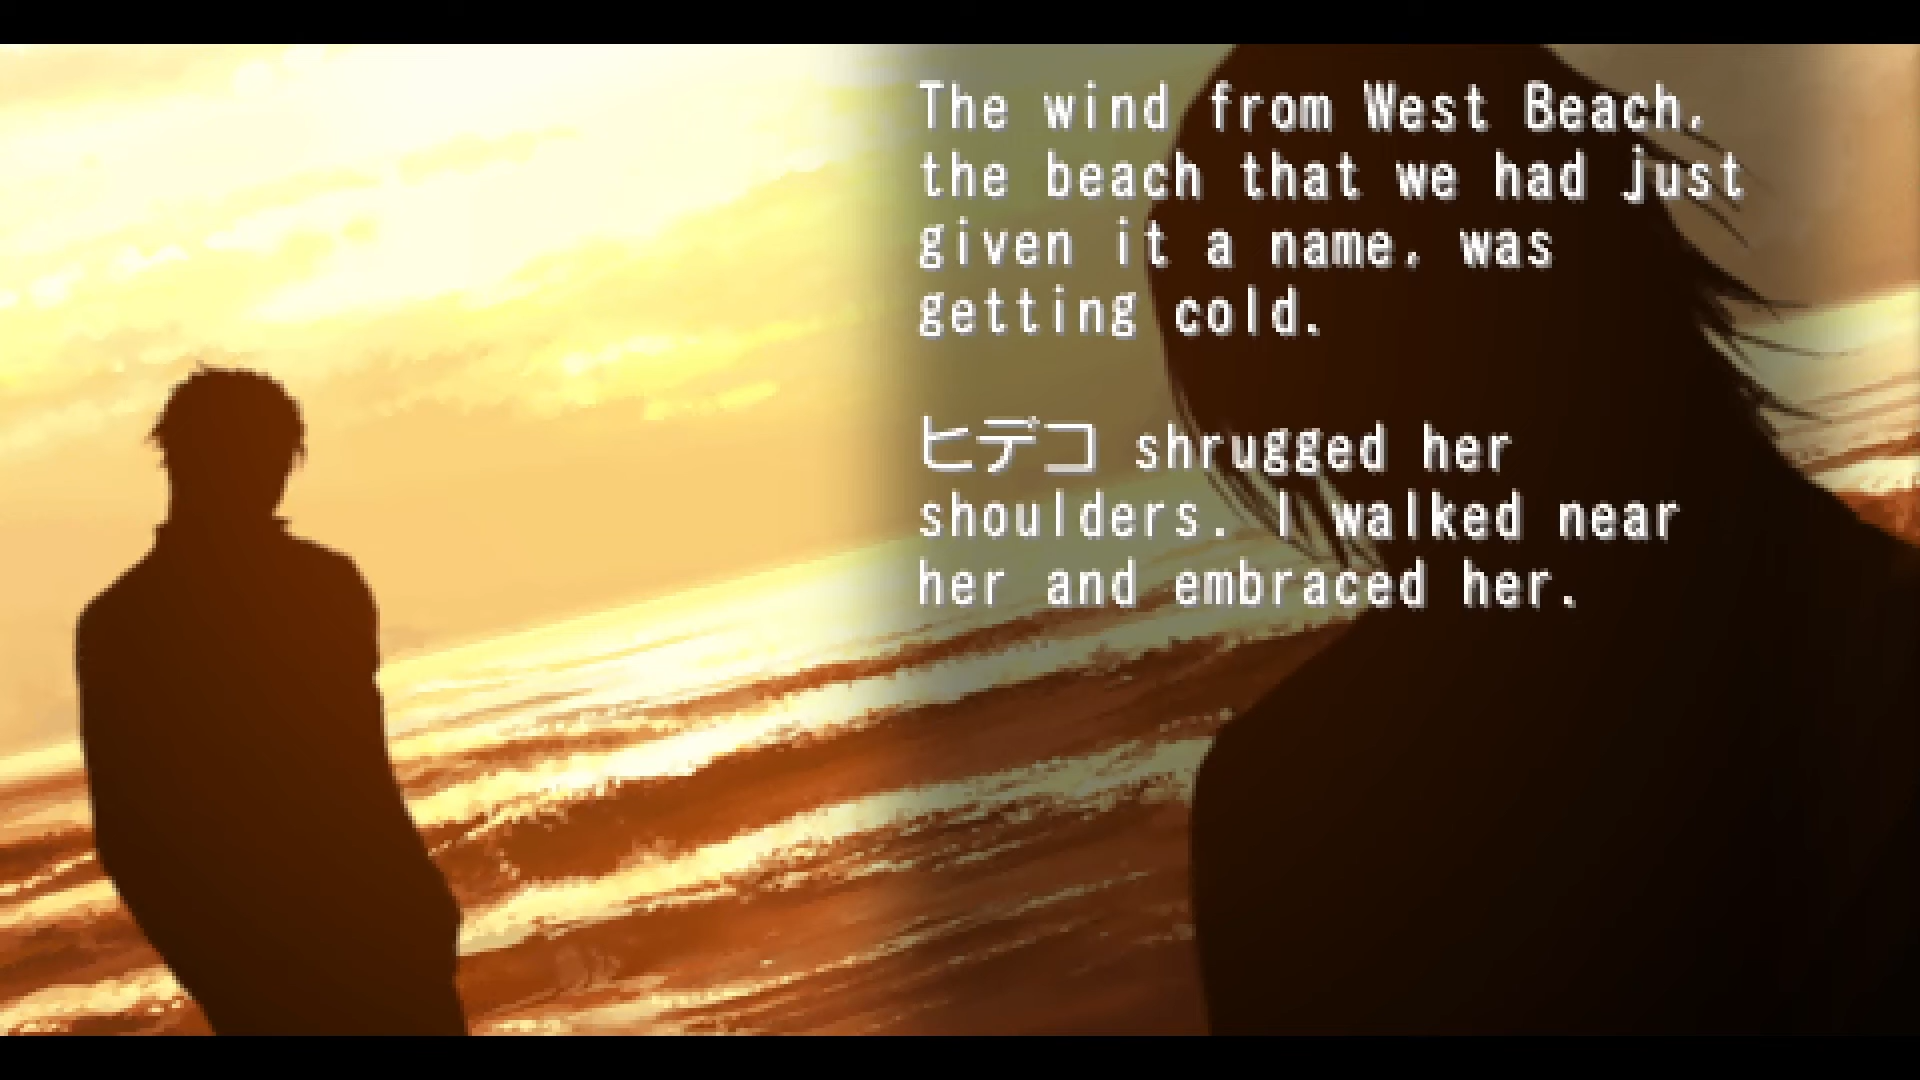 The wind from West Beach,
the beach that we had just
given it a name, was
getting cold.
ヒデコ shrugged her
shoulders. I walked near
her and embraced her.